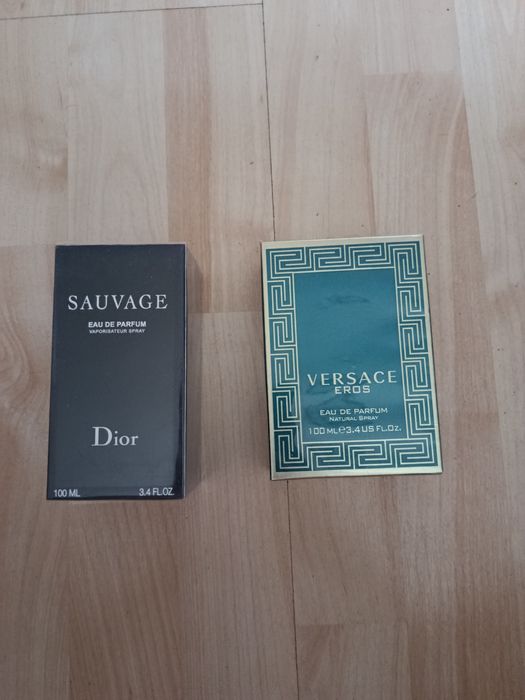 SAUVAGE
EAU DE PARFUM
VAPORISATEUR SPRAY
Dior
100 ML 3.4 FL.OZ.
VERSACE
EROS
EAU DE PARFUM
NATURAL SPRAY
100 ML℮3.4 US FL.OZ.